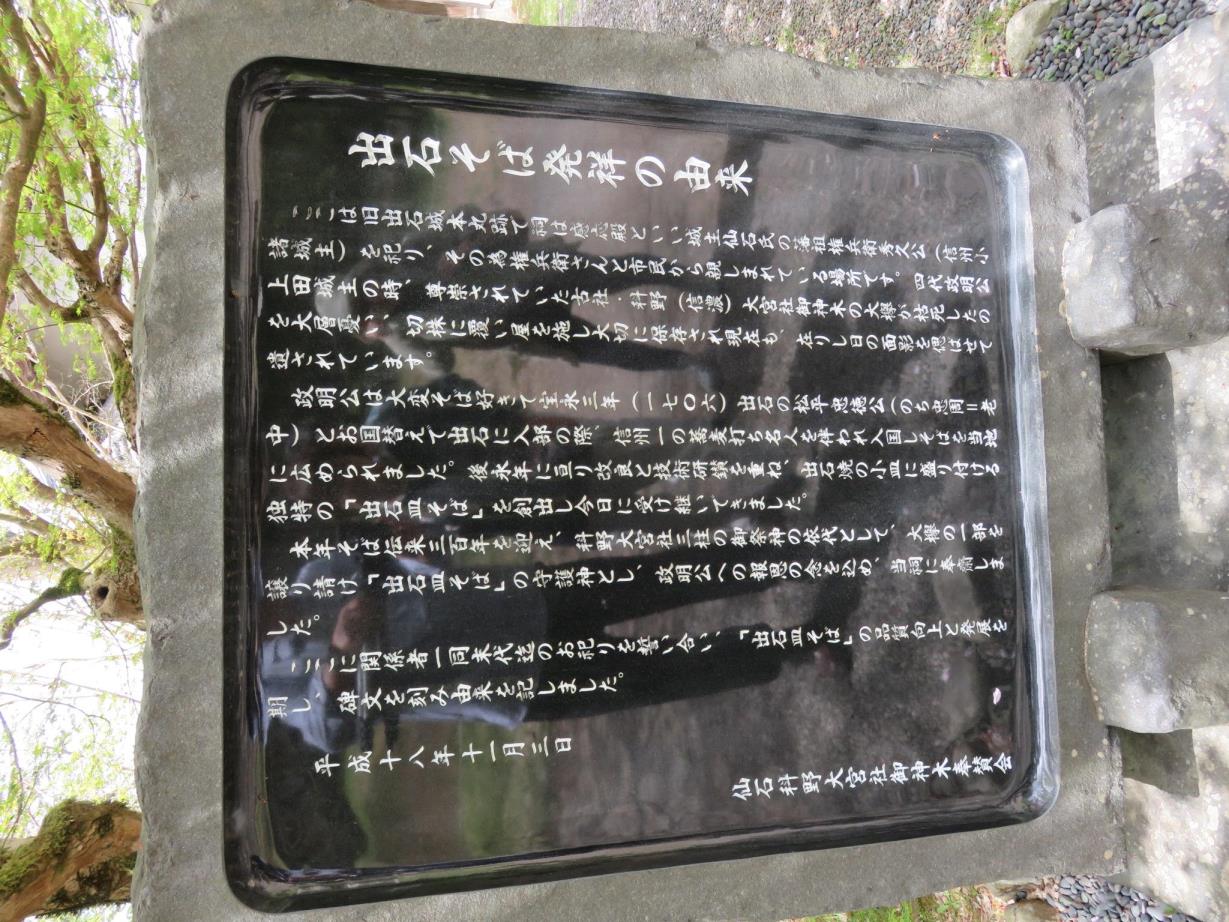 出石そば発祥の由来
ここは旧出石城本丸跡で祠は感応殿といい城主仙石氏の藩祖権兵衛秀久公(信州小
諸城主)を祀り、その為権兵衛さんと市民から親しまれている場所です。四代政明公
上田城主の時、尊崇されていた古社・科野(信濃)大宮社御神木の大欅が枯死したの
を大層憂い、切株に覆い屋を施し大切に保存され現在も、在りし日の面影を偲ばせて
遺されています。
政明公は大変そば好きで宝永三年(一七〇六)出石の松平忠徳公(のち忠周=老
中)とお国替えで出石に入部の際、信州一の蕎麦打ち名人を伴われ入国しそばを当地
に広められました。後永年に亘り改良と技術研鑽を重ね、出石焼の小皿に盛り付ける
独特の「出石皿そば」を創出し今日に受け継いできました。
本年そば伝来三百年を迎え、科野大宮社三柱の御祭神の依代として、大欅の一部を
譲り請け「出石皿そば」の守護神とし、政明公への報恩の念を込め、当祠に奉齋しま
した。
ここに関係者一同末代迄のお祀りを誓い合い、「出石皿そば」の品質向上と発展を
期し、碑文を刻み由来を記しました。
平成十八年十一月三日
仙石科野大宮社御神木奉賛会